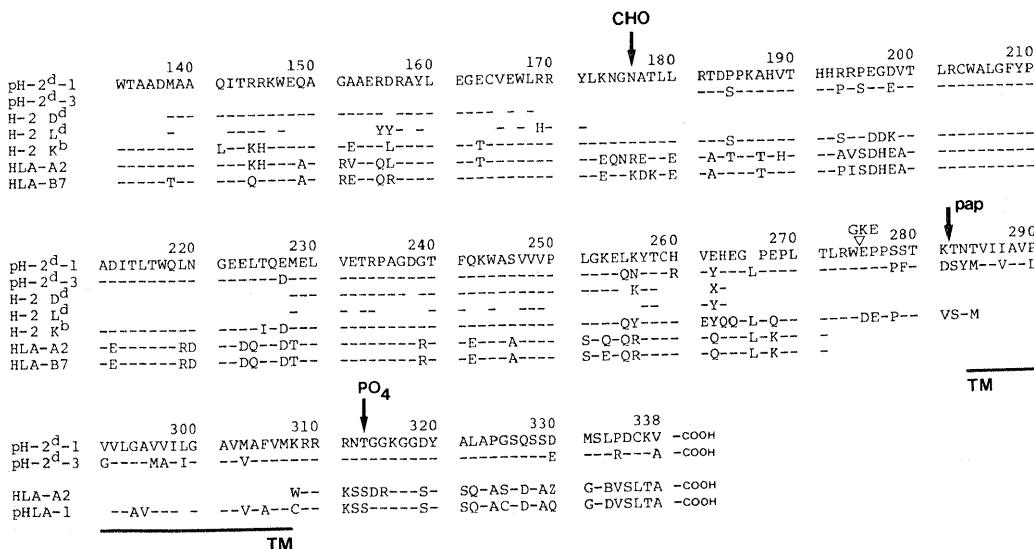 CHO
140 150 160 170 180 190 200 210
pH-2d-1 WTAADMAA QITRRKWEQA GAAERDRAYL EGECVEWLRR YLKNGNATLL RTDPPKAHVT HHRRPEGDVT LRCWALGFYP
pH-2d-3 ---S------ ---P-S--E-- ----------
H-2 Dd
H-2 Ld - --- - YY-- - - - H- -
H-2 Kb -------- L--KH----- -E---L---- ---T------ ---------- ---S------ ----S-DDK- ----------
HLA-A2 -------- ---KH---A- RV--QL---- ---T------ ---EQNRE--E -A-T--T-H- ---AVSDHEA- ----------
HLA-B7 -----T-- ---Q----A- RE--QR---- ---------- ---E--KDK-E -A----T--- ---PISDHEA- ----------
GKE pap
220 230 240 250 260 270 280 290
pH-2d-1 ADITLTWQLN GEELTQEMEL VETRPAGDGT FQKWASVVVP LGKELKYTCH VEHEG PEPLT TLRWEPPSST KTNTVIIAVP
pH-2d-3 ---------- -------D-- ---------- ---------- -----QN--R --Y---L--- --------PF DSYM--V--L
H-2 Dd -K-- X--
H-2 Ld -- - -- -Y--
H-2 Kb ---------- -----I-D-- ---------- ---------- -----QY--- EYQQ-L-Q-- ----DE-P-- VS-M
HLA-A2 -E------RD --DQ---DT- --------R- --E---A--- S-Q-QR---- --Q---L-K-- -
HLA-B7 -E------RD --DQ---DT- --------R- --E---A--- S-E-QR---- --Q---L-K-- -
TM
PO4
300 310 320 330 338
pH-2d-1 VVLGAVVILG AVMAFVMKRR RNTGGKGGDY ALAPGSQSSD MSLPDCKV -COOH
pH-2d-3 G----MA-I- ---V------ ---------- ---------E ---R--A -COOH
HLA-A2 W-- KSSDR---S- SQ-AS-D-AZ G-BVSLTA -COOH
pHLA-1 --AV-- - ---V-A-C-- KSS-----S- SQ-AC-D-AQ G-DVSLTA -COOH
TM